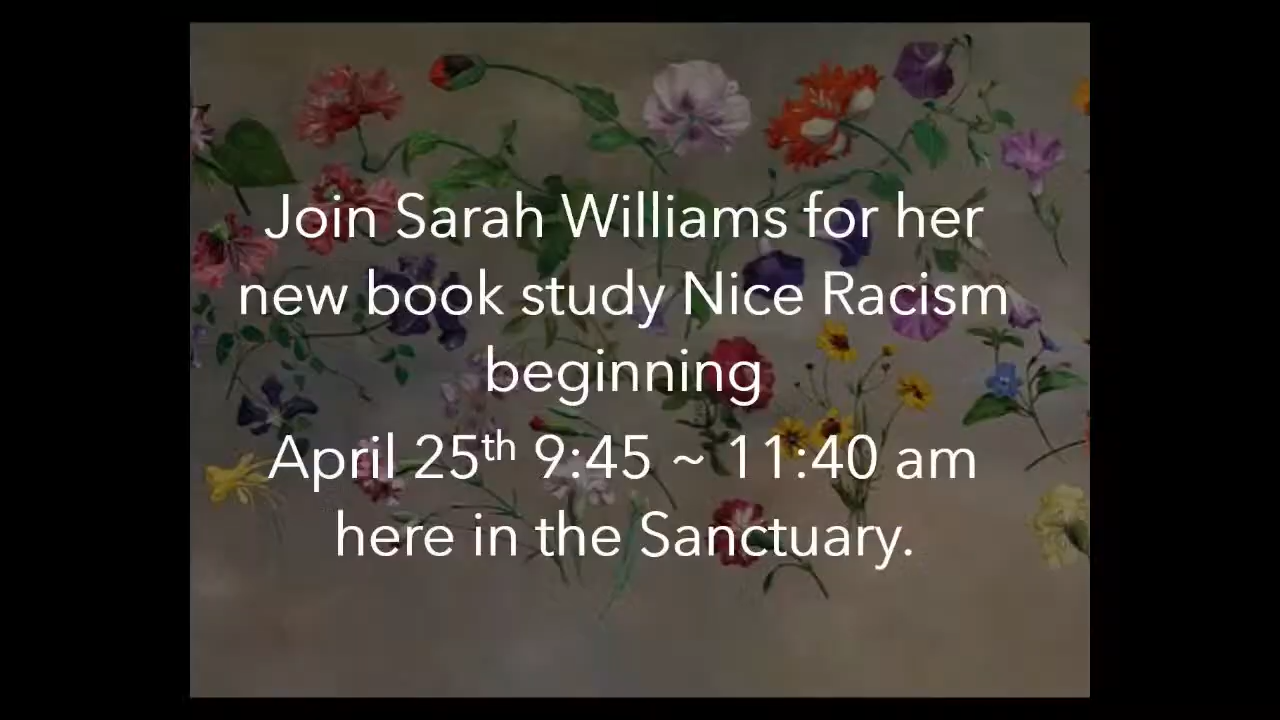 Join Sarah Williams for her
new book study Nice Racism
beginning
April 25th 9:45 ~ 11:40 am
here in the Sanctuary.